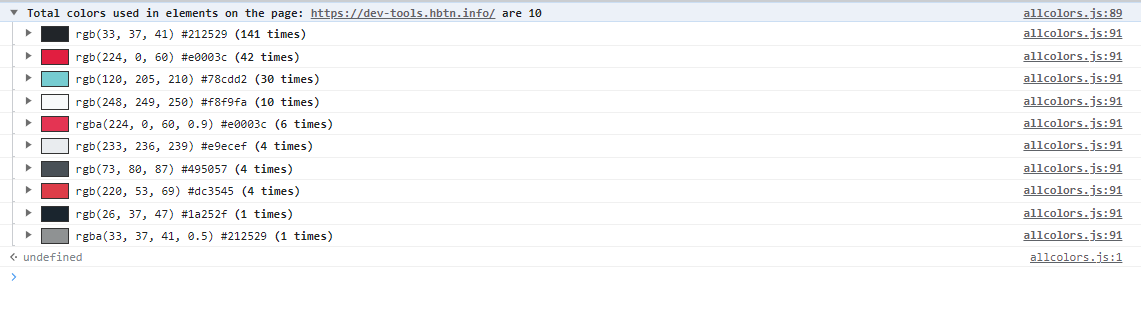 Total colors used in elements on the page: https://dev-tools.hbtn.info/ are 10 allcolors.js:89
rgb(33, 37, 41) #212529 (141 times) allcolors.js:91
rgb(224, 0, 60) #e0003c (42 times) allcolors.js:91
rgb(120, 205, 210) #78cdd2 (30 times) allcolors.js:91
rgb(248, 249, 250) #f8f9fa (10 times) allcolors.js:91
rgba(224, 0, 60, 0.9) #e0003c (6 times) allcolors.js:91
rgb(233, 236, 239) #e9ecef (4 times) allcolors.js:91
rgb(73, 80, 87) #495057 (4 times) allcolors.js:91
rgb(220, 53, 69) #dc3545 (4 times) allcolors.js:91
rgb(26, 37, 47) #1a252f (1 times) allcolors.js:91
rgba(33, 37, 41, 0.5) #212529 (1 times) allcolors.js:91
undefined allcolors.js:1